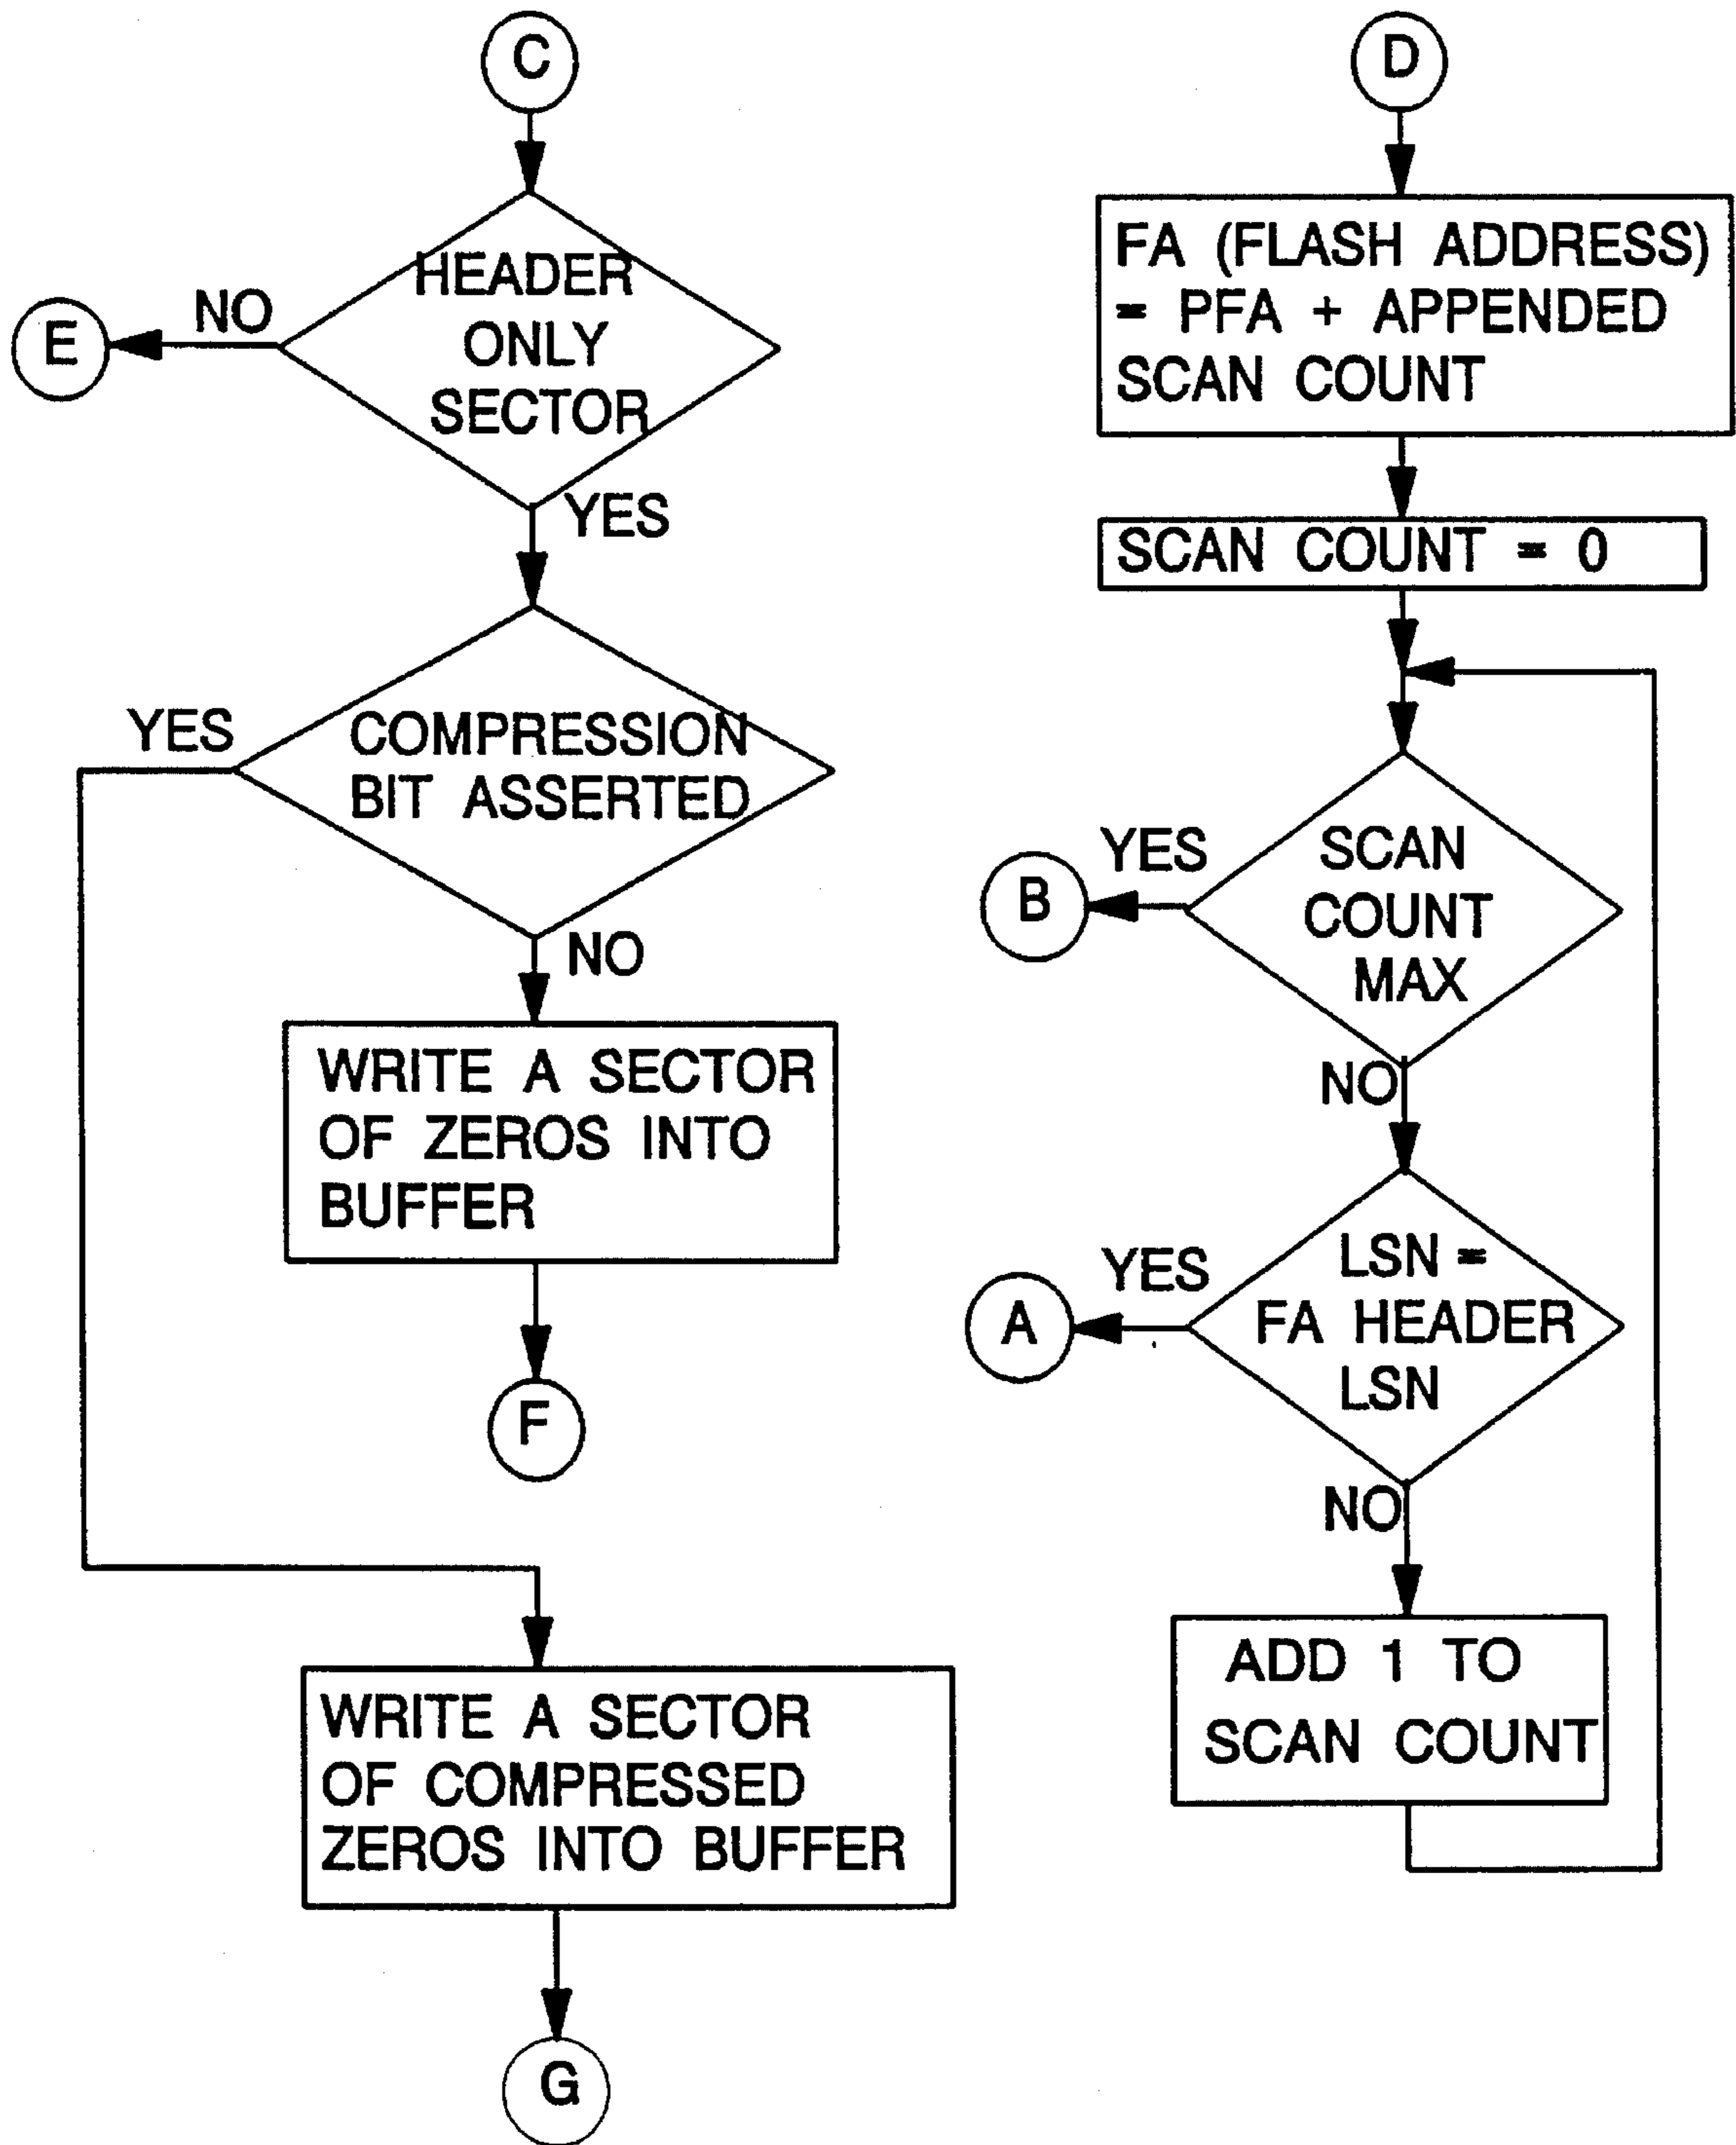 C
HEADER
ONLY
SECTOR
NO
E
YES
COMPRESSION
BIT ASSERTED
YES
NO
WRITE A SECTOR
OF ZEROS INTO
BUFFER
F
WRITE A SECTOR
OF COMPRESSED
ZEROS INTO BUFFER
G
D
FA (FLASH ADDRESS)
= PFA + APPENDED
SCAN COUNT
SCAN COUNT = 0
SCAN
COUNT
MAX
YES
B
NO
LSN =
FA HEADER
LSN
YES
A
NO
ADD 1 TO
SCAN COUNT